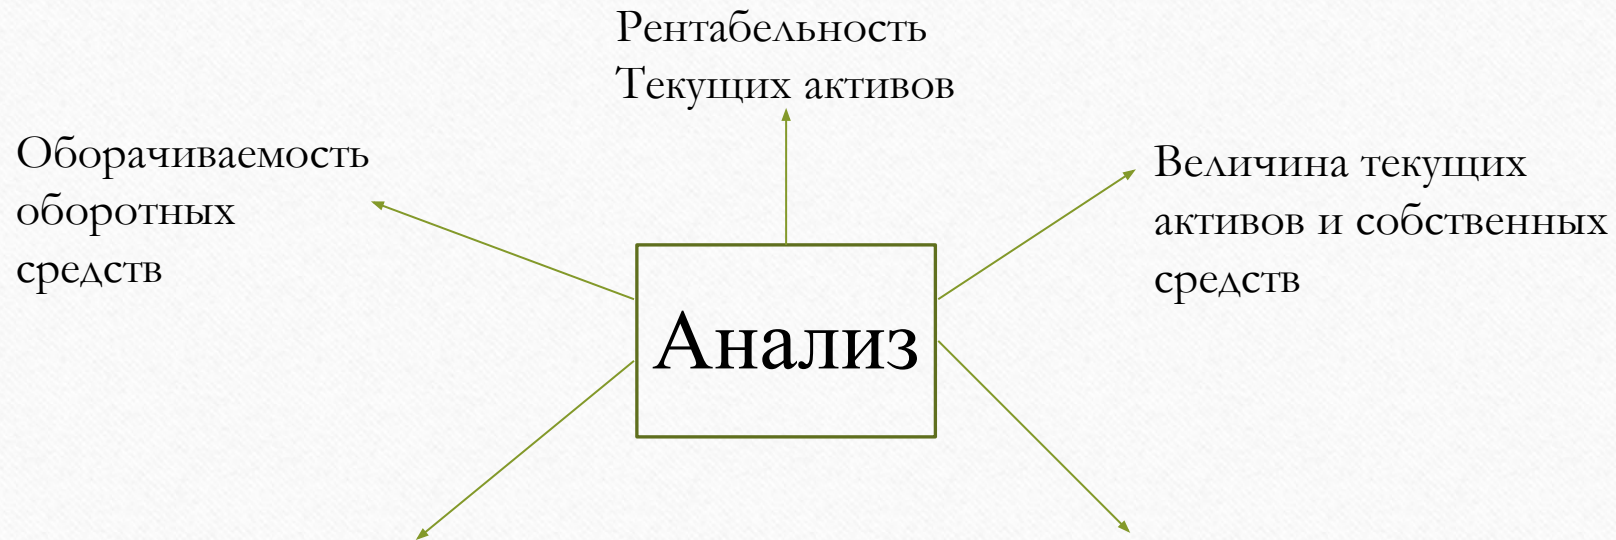 Рентабельность
Текущих активов
Оборачиваемость
оборотных
средств
Величина текущих
активов и собственных
средств
Анализ